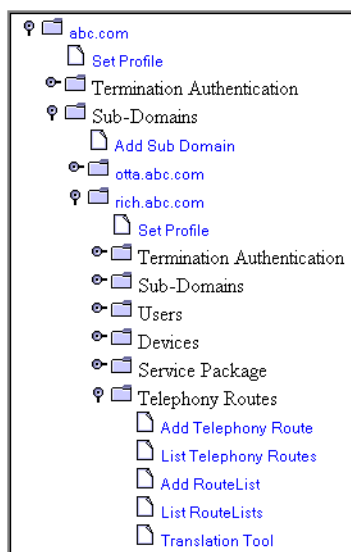 abc.com
Set Profile
Termination Authentication
Sub-Domains
Add Sub Domain
otta.abc.com
rich.abc.com
Set Profile
Termination Authentication
Sub-Domains
Users
Devices
Service Package
Telephony Routes
Add Telephony Route
List Telephony Routes
Add RouteList
List RouteLists
Translation Tool